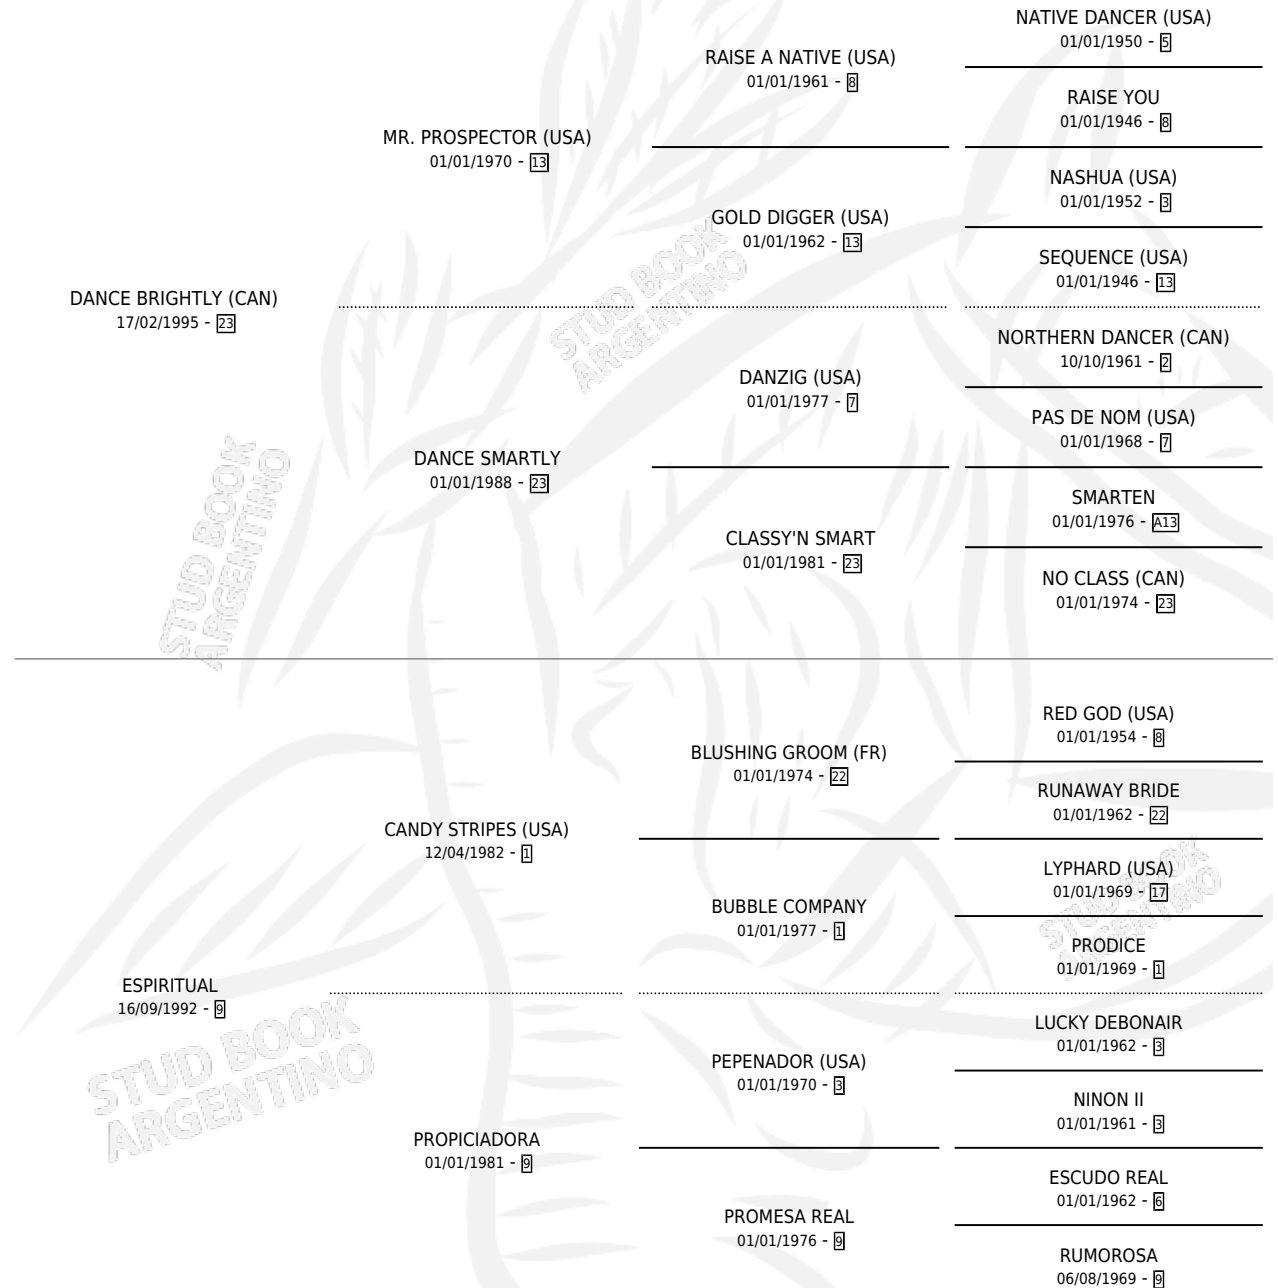 NATIVE DANCER (USA)
01/01/1950 - 5
RAISE A NATIVE (USA)
01/01/1961 - 8
RAISE YOU
01/01/1946 - 8
MR. PROSPECTOR (USA)
01/01/1970 - 13
NASHUA (USA)
01/01/1952 - 3
GOLD DIGGER (USA)
01/01/1962 - 13
SEQUENCE (USA)
01/01/1946 - 13
DANCE BRIGHTLY (CAN)
17/02/1995 - 23
STUD BOOK
ARGENTINO
NORTHERN DANCER (CAN)
10/10/1961 - 2
DANZIG (USA)
01/01/1977 - 7
PAS DE NOM (USA)
01/01/1968 - 7
DANCE SMARTLY
01/01/1988 - 23
SMARTEN
01/01/1976 - A13
CLASSY'N SMART
01/01/1981 - 23
NO CLASS (CAN)
01/01/1974 - 23
STUD BOOK
ARGENTINO
RED GOD (USA)
01/01/1954 - 8
BLUSHING GROOM (FR)
01/01/1974 - 22
RUNAWAY BRIDE
01/01/1962 - 22
CANDY STRIPES (USA)
12/04/1982 - 1
LYPHARD (USA)
01/01/1969 - 17
BUBBLE COMPANY
01/01/1977 - 1
STUD BOOK
ARGENTINO
PRODICE
01/01/1969 - 1
ESPIRITUAL
16/09/1992 - 9
STUD BOOK
ARGENTINO
LUCKY DEBONAIR
01/01/1962 - 3
PEPENADOR (USA)
01/01/1970 - 3
NINON II
01/01/1961 - 3
PROPICIADORA
01/01/1981 - 9
ESCUDO REAL
01/01/1962 - 6
PROMESA REAL
01/01/1976 - 9
RUMOROSA
06/08/1969 - 9